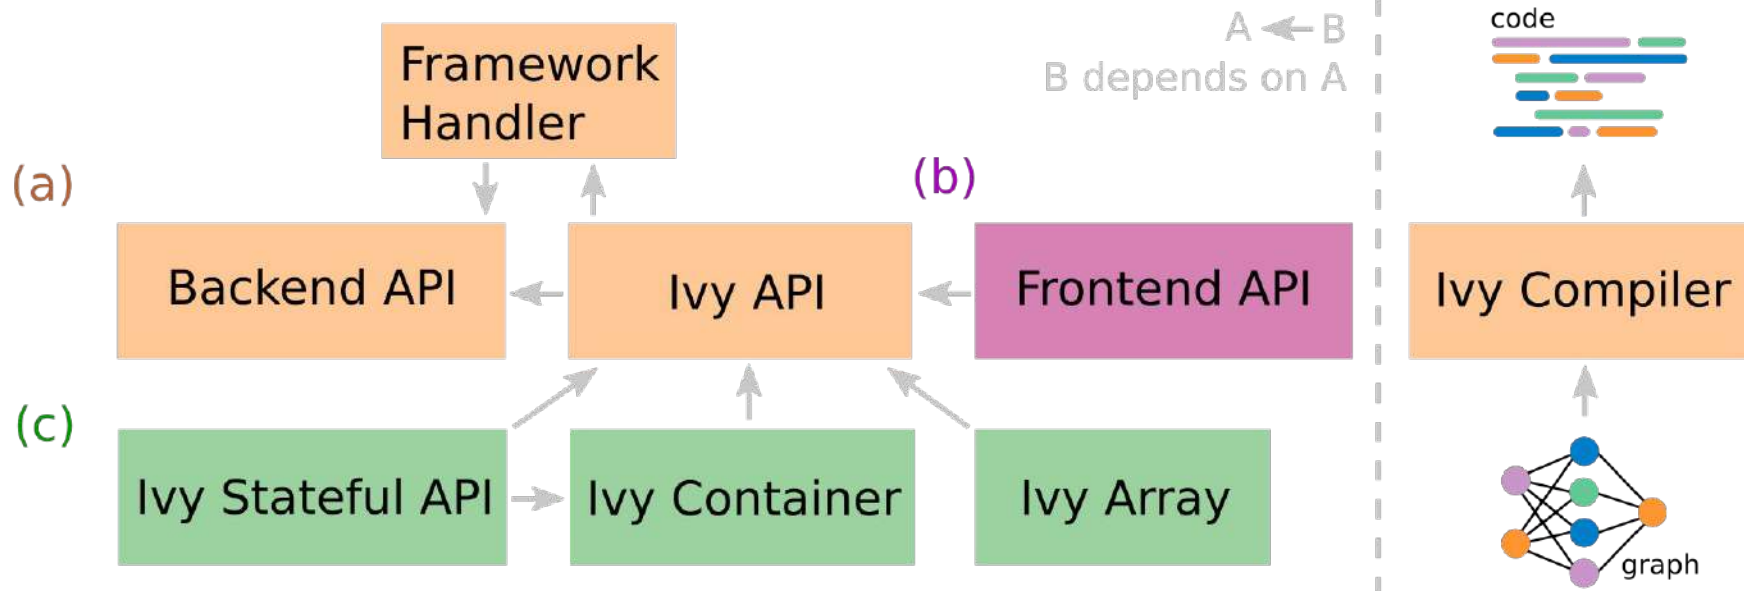 A B
B depends on A
code
Framework
Handler
(a)
(b)
Backend API
Ivy API
Frontend API
Ivy Compiler
(c)
Ivy Stateful API
Ivy Container
Ivy Array
graph